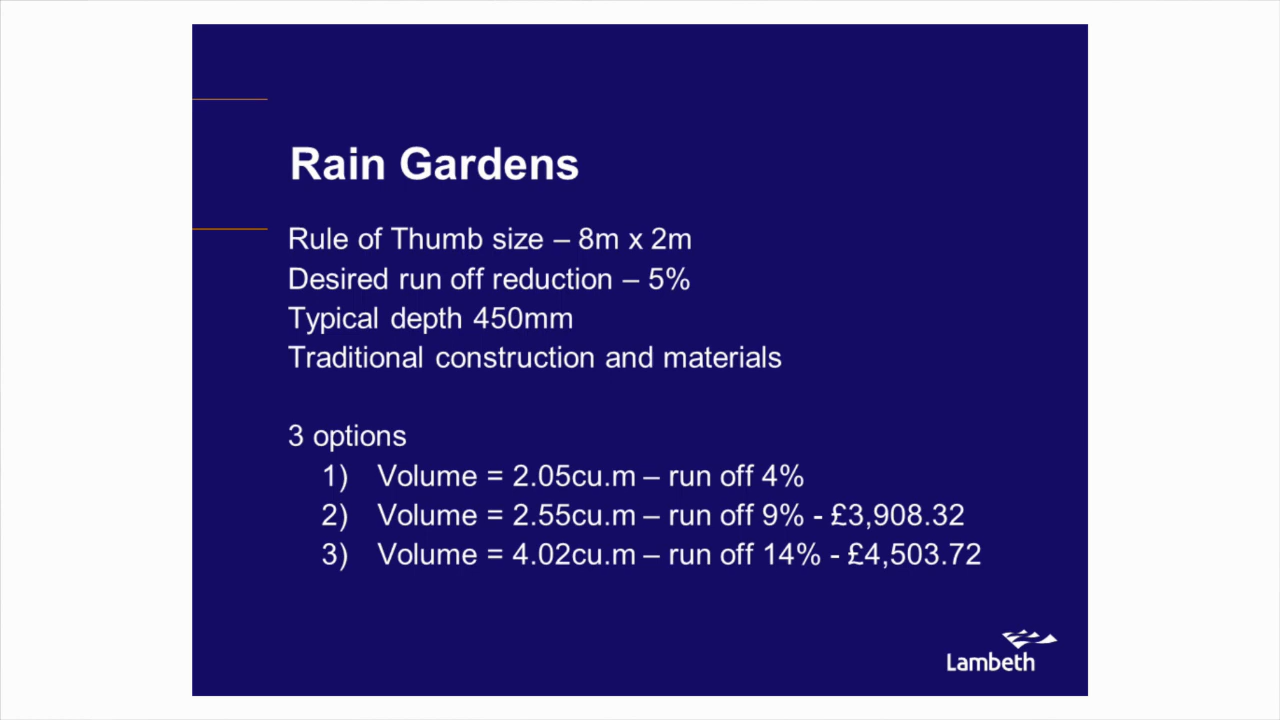 Rain Gardens
Rule of Thumb size – 8m x 2m
Desired run off reduction – 5%
Typical depth 450mm
Traditional construction and materials
3 options
1) Volume = 2.05cu.m – run off 4%
2) Volume = 2.55cu.m – run off 9% - £3,908.32
3) Volume = 4.02cu.m – run off 14% - £4,503.72
Lambeth